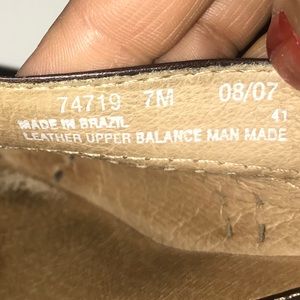 74719 7M 08/07
MADE IN BRAZIL 41
LEATHER UPPER BALANCE MAN MADE